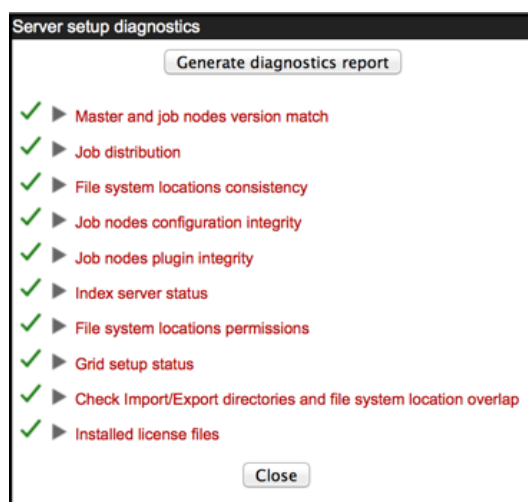 Server setup diagnostics
Generate diagnostics report
Master and job nodes version match
Job distribution
File system locations consistency
Job nodes configuration integrity
Job nodes plugin integrity
Index server status
File system locations permissions
Grid setup status
Check Import/Export directories and file system location overlap
Installed license files
Close